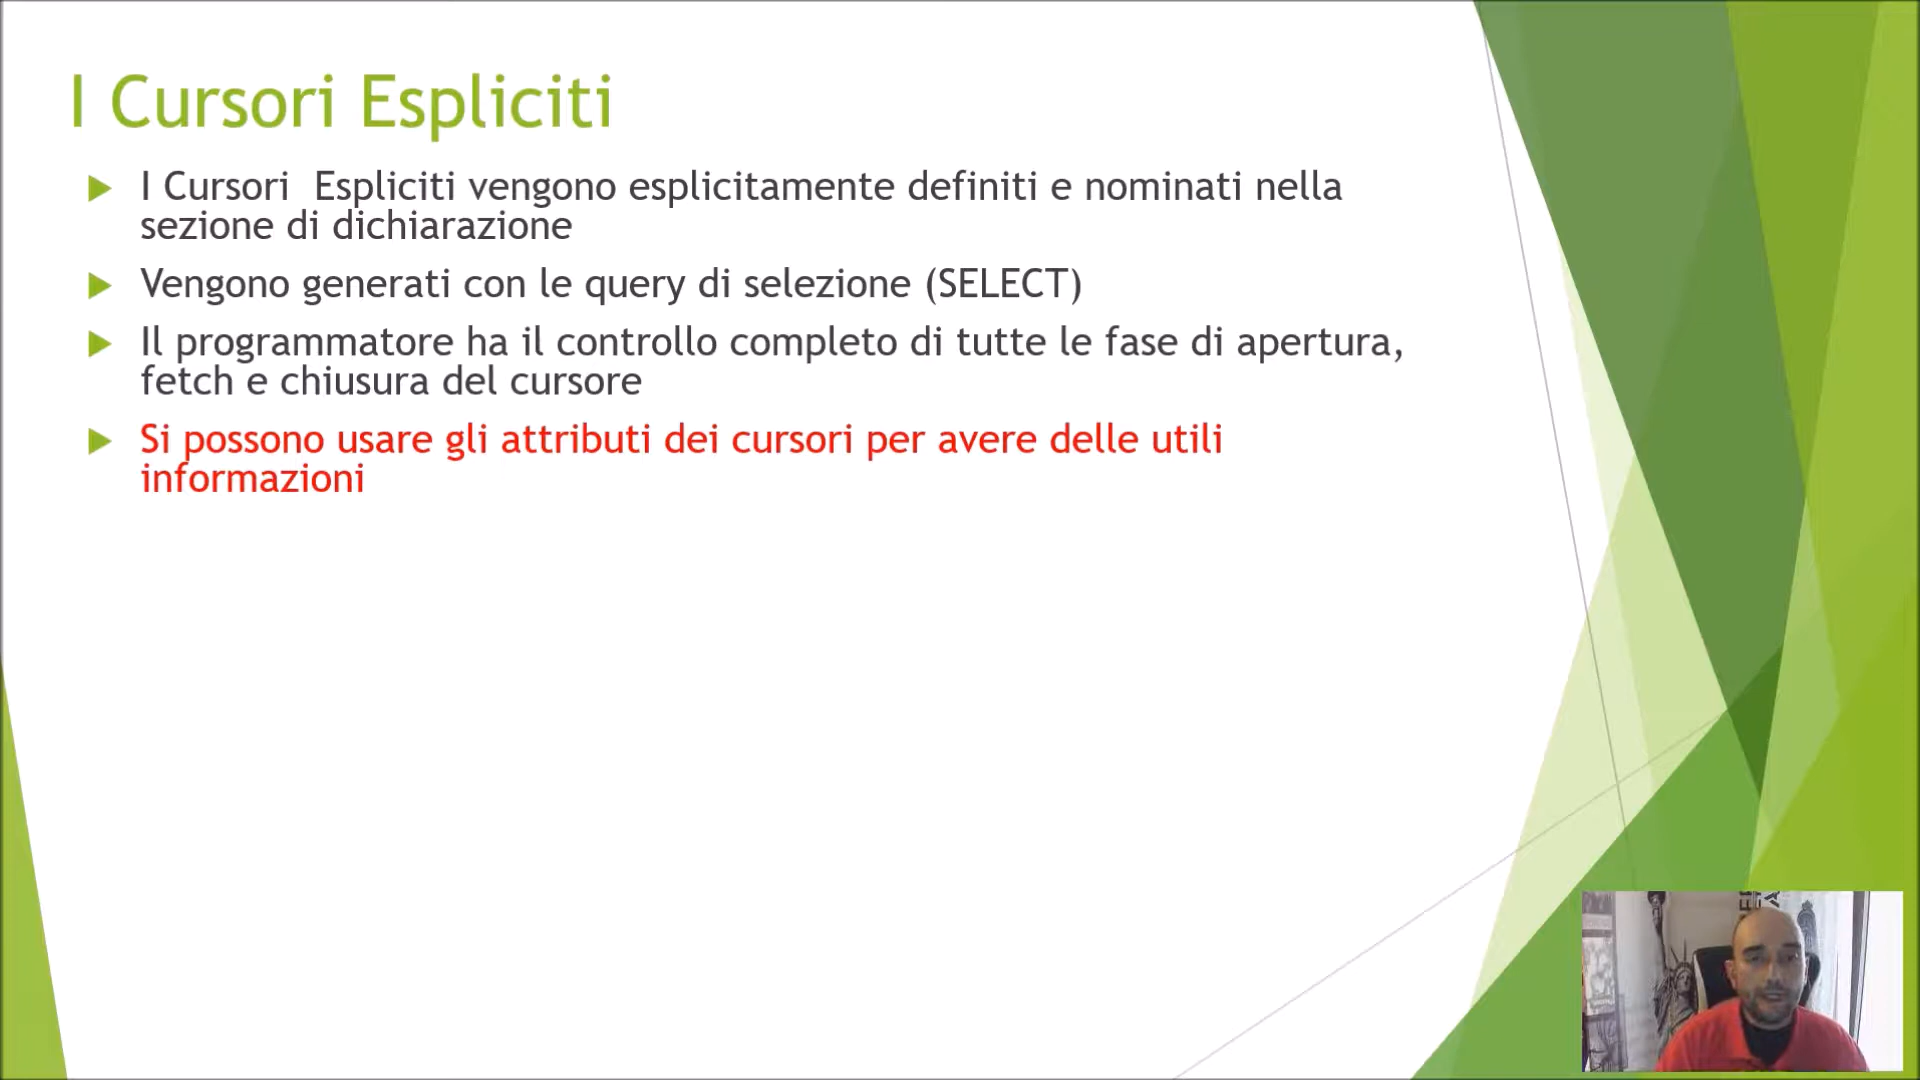 I Cursori Espliciti
I Cursori  Espliciti vengono esplicitamente definiti e nominati nella
sezione di dichiarazione
Vengono generati con le query di selezione (SELECT)
Il programmatore ha il controllo completo di tutte le fase di apertura,
fetch e chiusura del cursore
Si possono usare gli attributi dei cursori per avere delle utili
informazioni